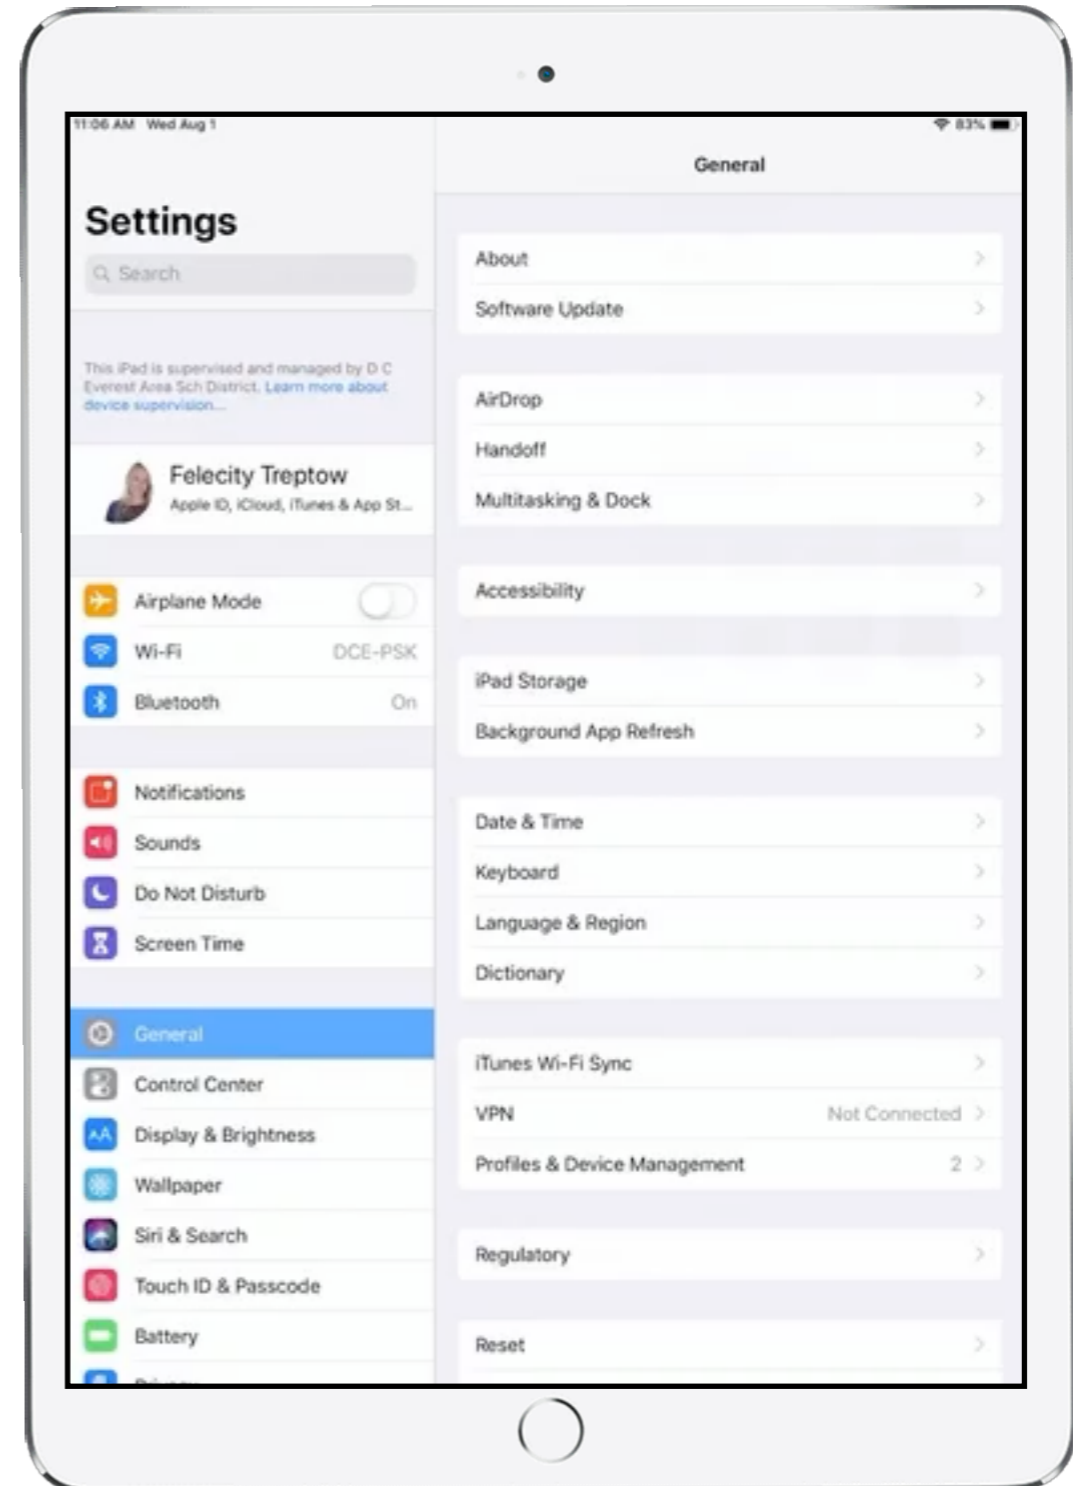 11:06 AM Wed Aug 1
83%
Settings
Search
This iPad is supervised and managed by D C
Everest Area Sch District. Learn more about
device supervision...
Felecity Treptow
Apple ID, iCloud, iTunes & App St...
Airplane Mode
Wi-Fi DCE-PSK
Bluetooth On
Notifications
Sounds
Do Not Disturb
Screen Time
General
Control Center
Display & Brightness
AA
Wallpaper
Siri & Search
Touch ID & Passcode
Battery
General
About
Software Update
AirDrop
Handoff
Multitasking & Dock
Accessibility
iPad Storage
Background App Refresh
Date & Time
Keyboard
Language & Region
Dictionary
iTunes Wi-Fi Sync
VPN Not Connected
Profiles & Device Management 2
Regulatory
Reset